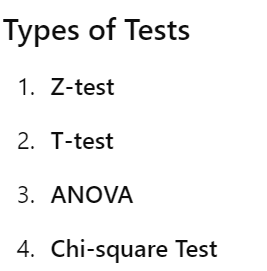 Types of Tests
1. Z-test
2. T-test
3. ANOVA
4. Chi-square Test